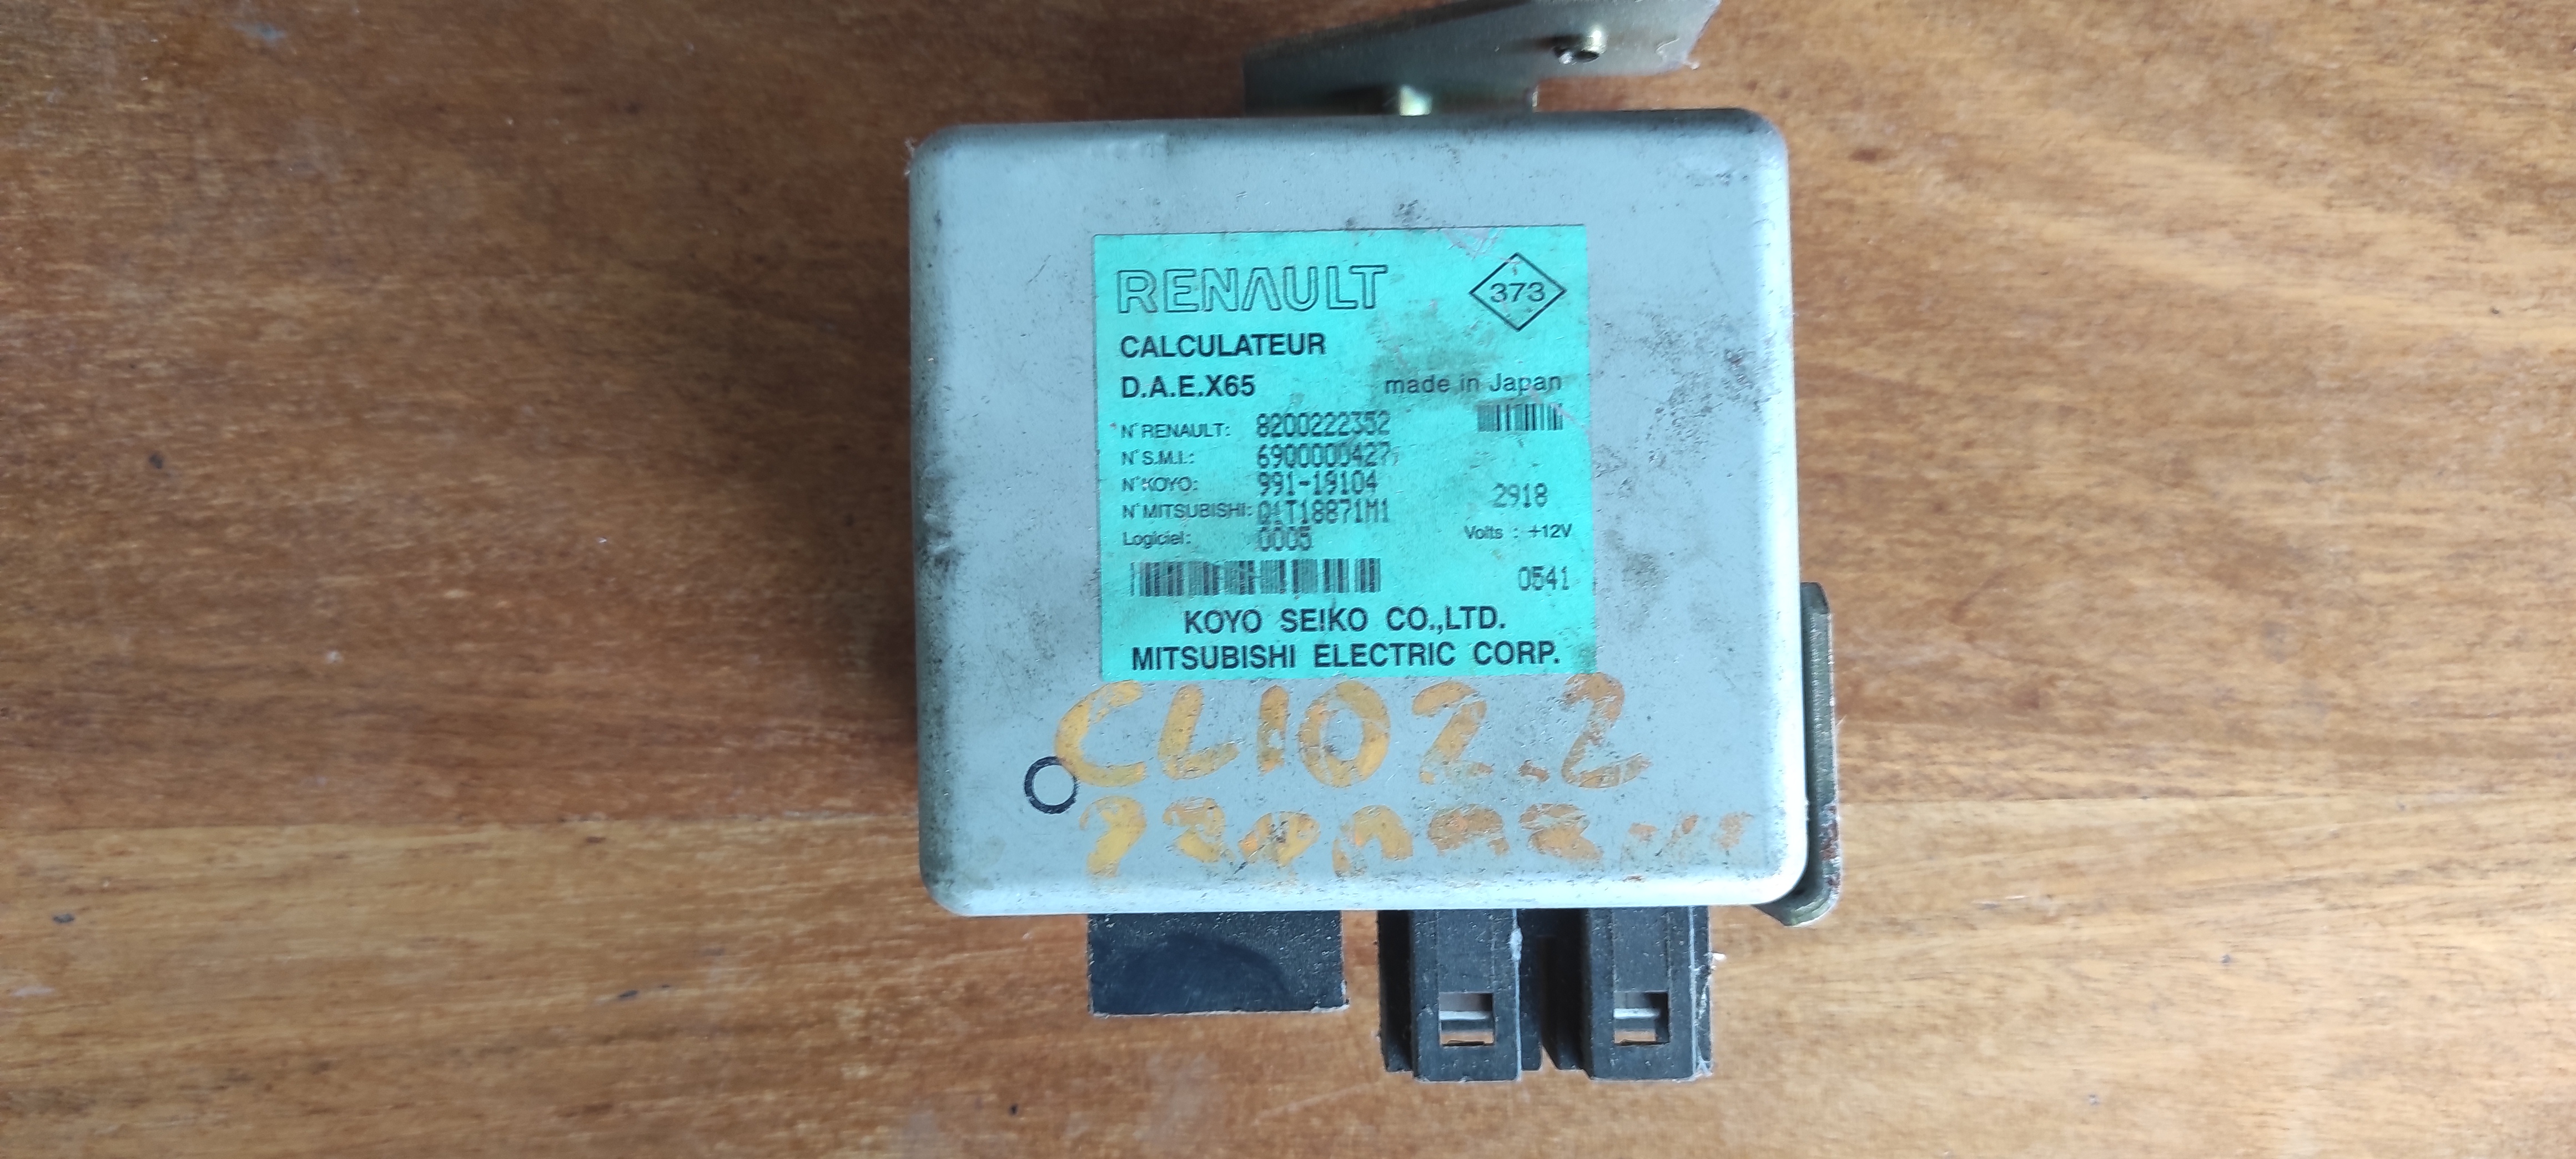 RENAULT
373
CALCULATEUR
D.A.E.X65
made in Japan
N° RENAULT: 8200222352
N° S.M.I.: 6900000427
N° KOYO: 991-19104
2918
N° MITSUBISHI: Q1T18871M1
Volts : +12V
Logiciel: 0005
0541
KOYO SEIKO CO.,LTD.
MITSUBISHI ELECTRIC CORP.
CLIO 2.2